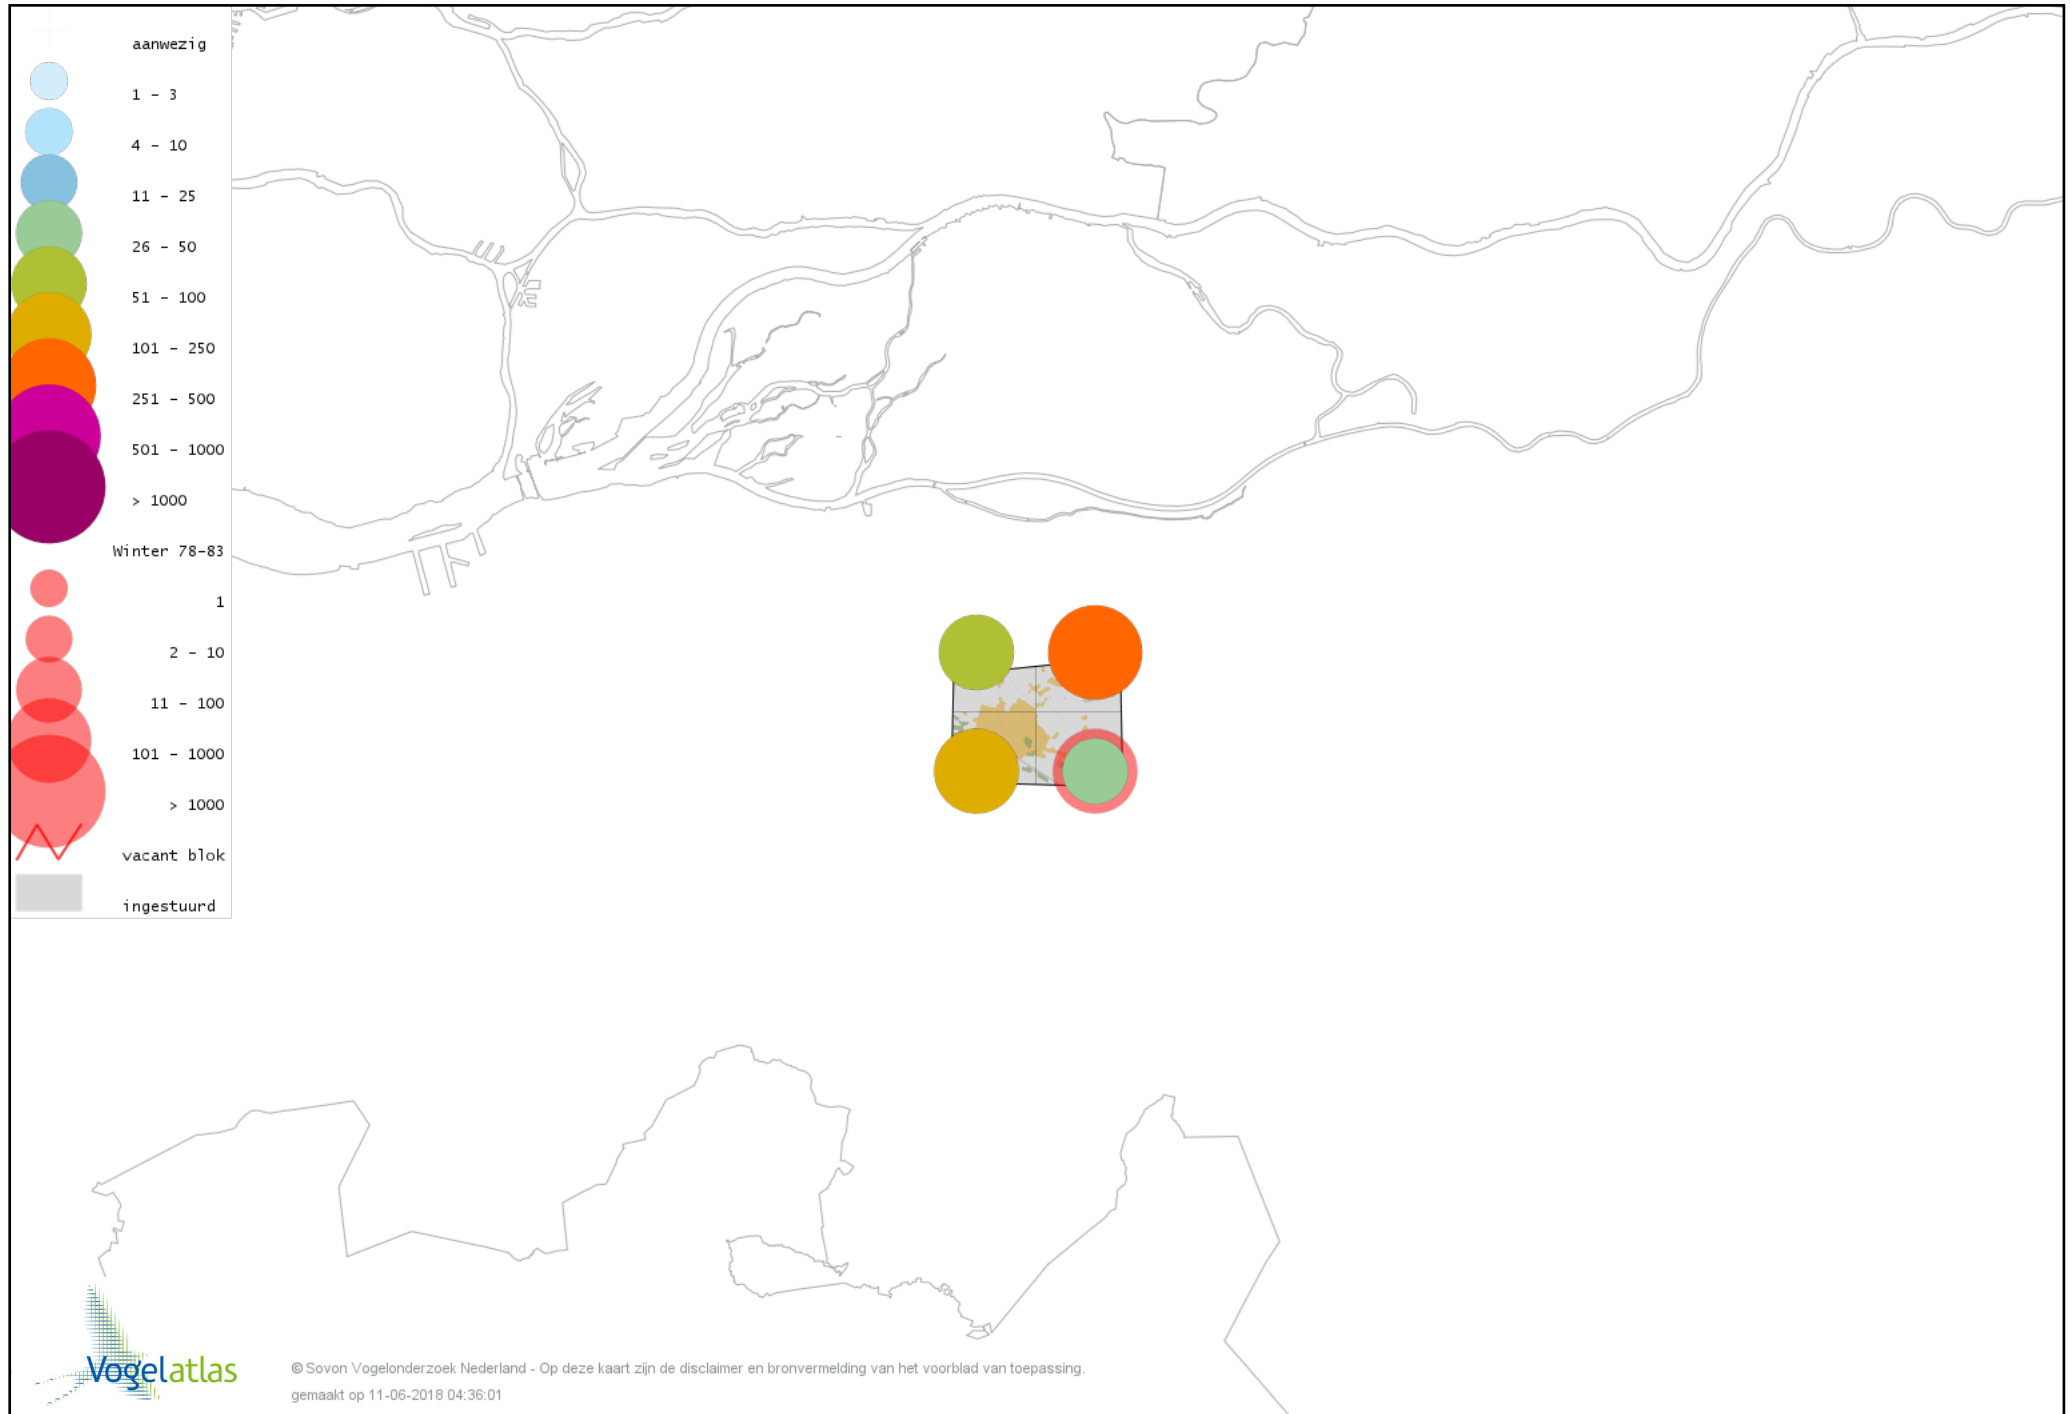 aanwezig
1 - 3
4 - 10
11 - 25
26 - 50
51 - 100
101 - 250
251 - 500
501 - 1000
> 1000
Winter 78-83
1
2 - 10
11 - 100
101 - 1000
> 1000
vacant blok
ingestuurd
Vogelatlas
© Sovon Vogelonderzoek Nederland - Op deze kaart zijn de disclaimer en bronvermelding van het voorblad van toepassing.
gemaakt op 11-06-2018 04:36:01